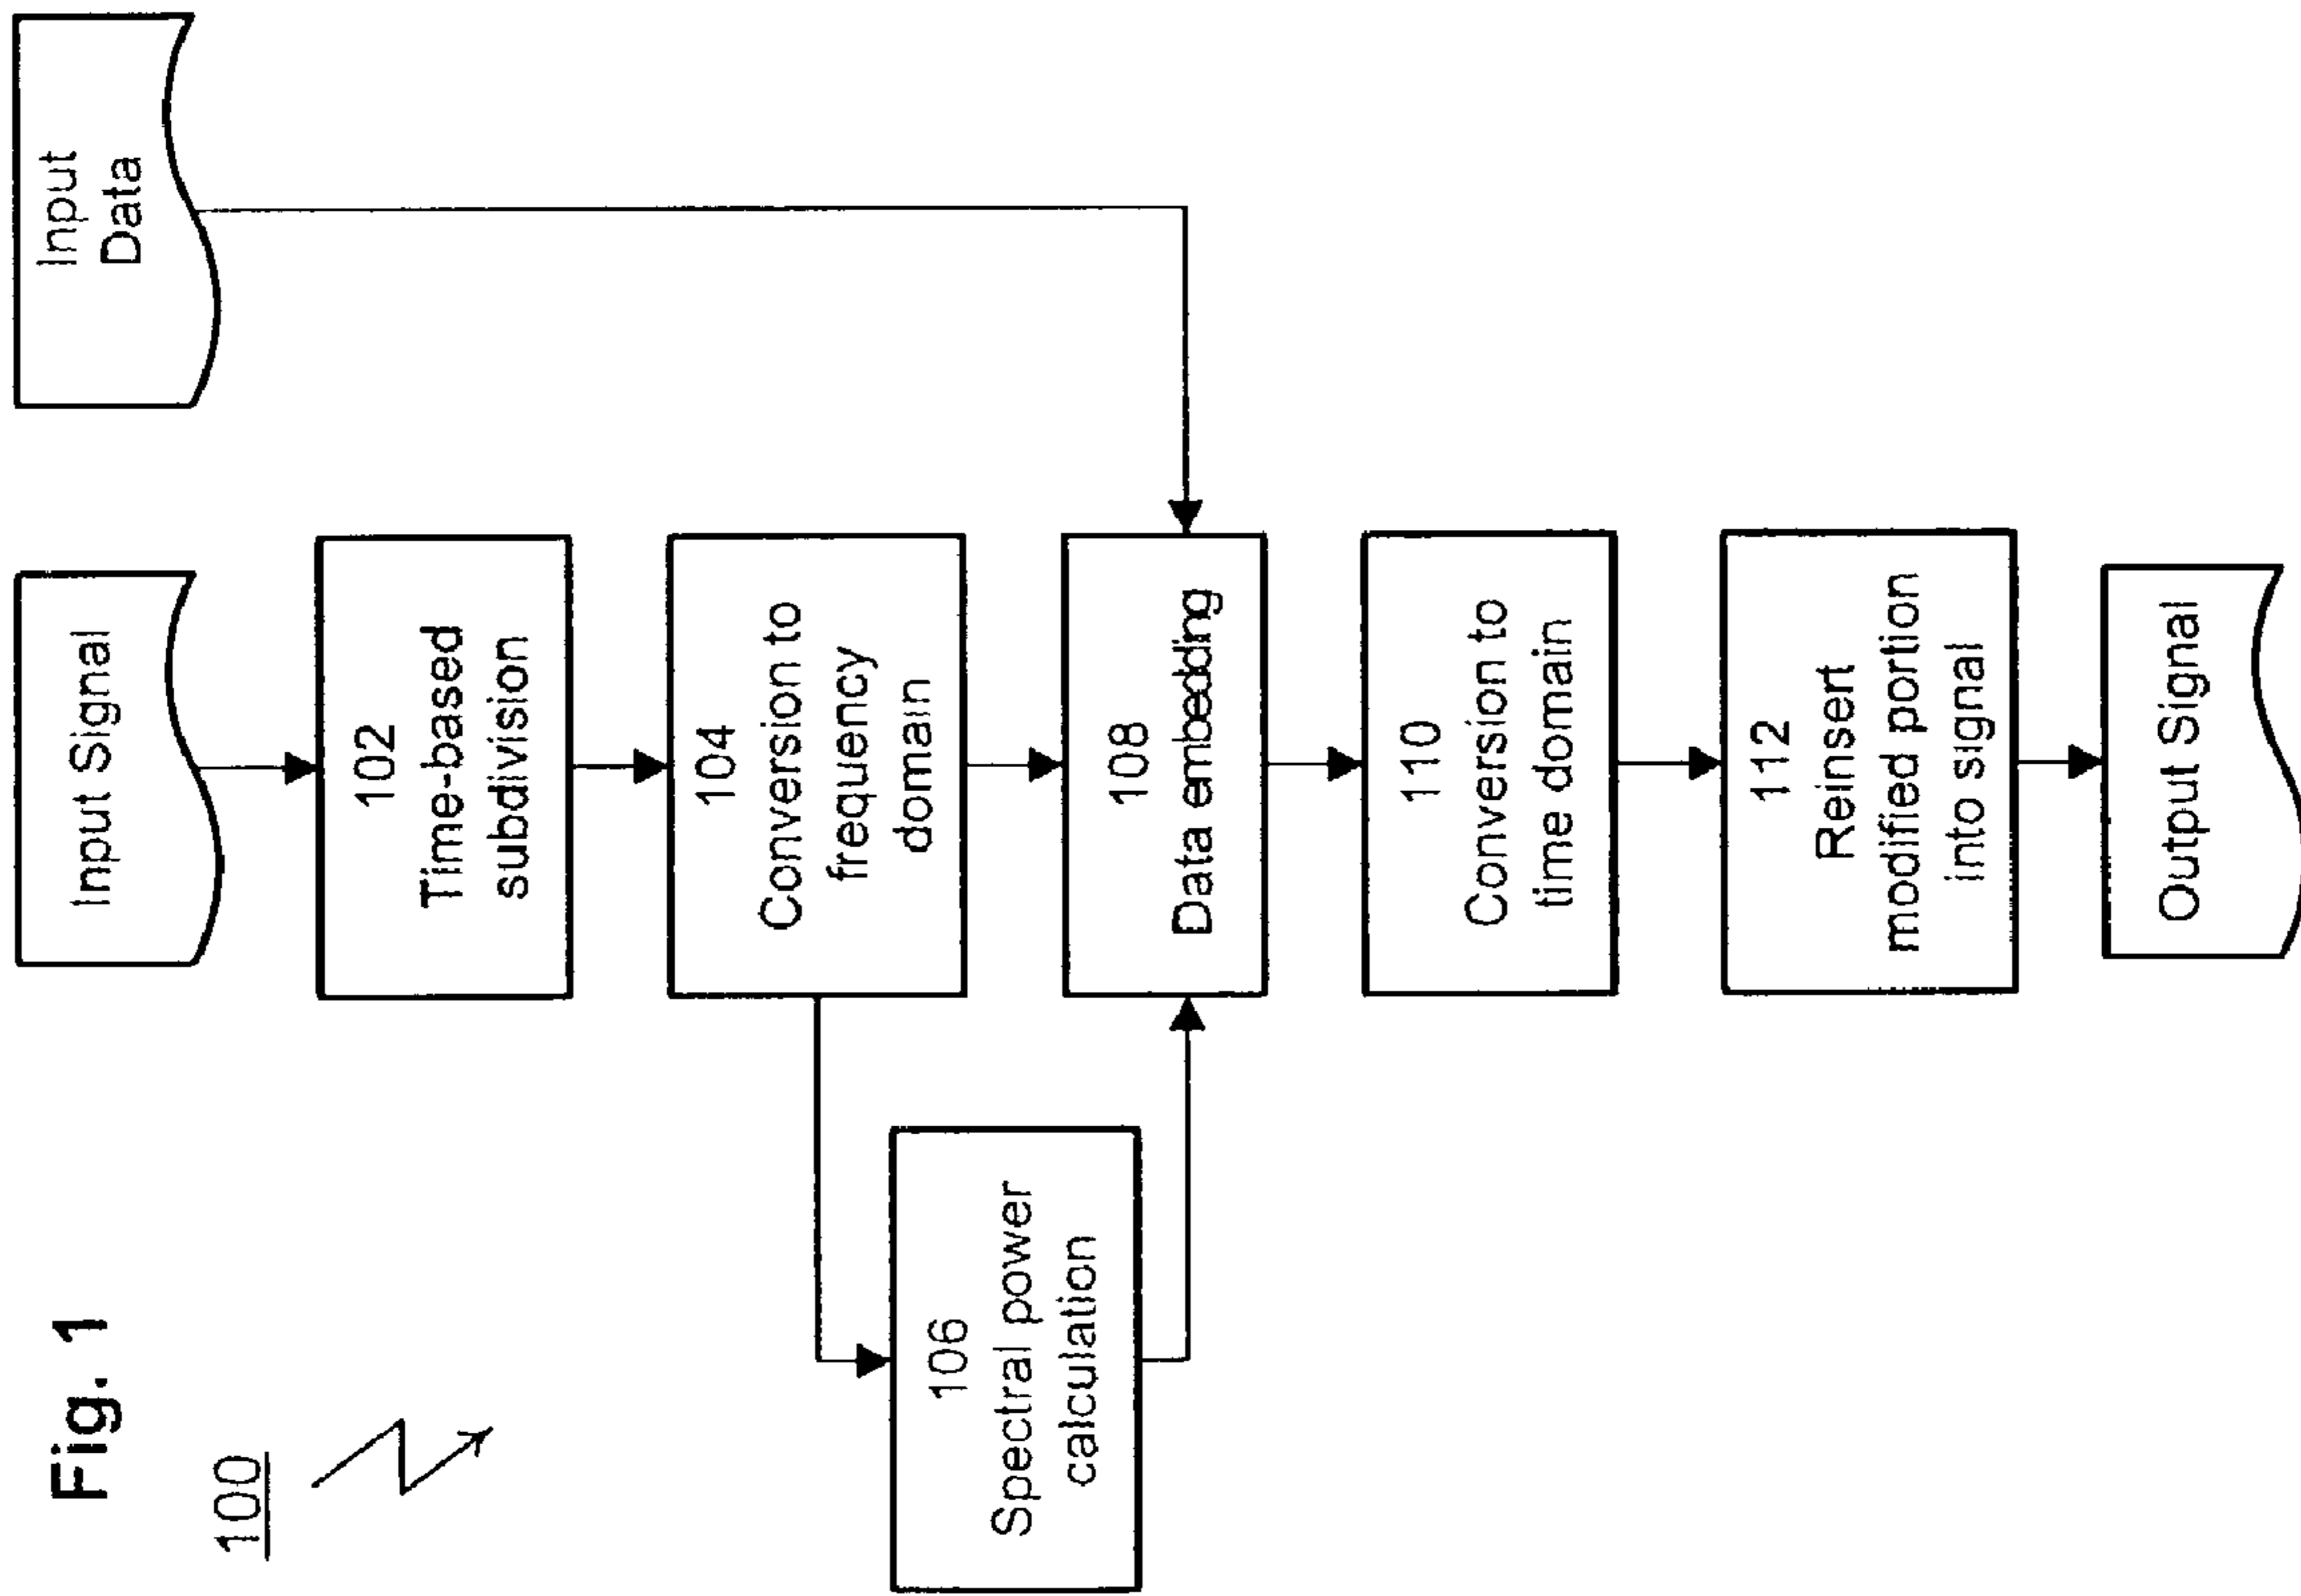 Fig. 1
100
Input Signal
Input
Data
102
Time-based
subdivision
104
Conversion to
frequency
domain
106
Spectral power
calculation
108
Data embedding
110
Conversion to
time domain
112
Reinsert
modified portion
into signal
Output Signal